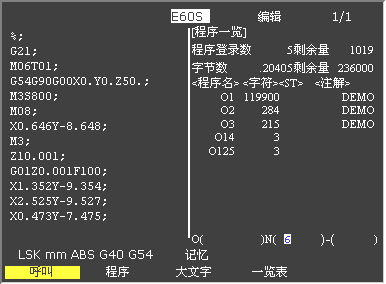 E60S 编辑 1/1
%;
G21;
M06T01;
G54G90G00X0.Y0.Z50.;
M3S800;
M08;
X0.646Y-8.648;
M3;
Z10.001;
G01Z0.001F100;
X1.352Y-9.354;
X2.525Y-9.527;
X0.473Y-7.475;
[程序一览]
程序登录数 5剩余量 1019
字节数 .20405剩余量 236000
<程序名> <字符><ST> <注解>
O1 119900 DEMO
O2 284 DEMO
O3 215 DEMO
O14 3
O125 3
O( )N( 6 )-( )
LSK mm ABS G40 G54 记忆
呼叫 程序 大文字 一览表